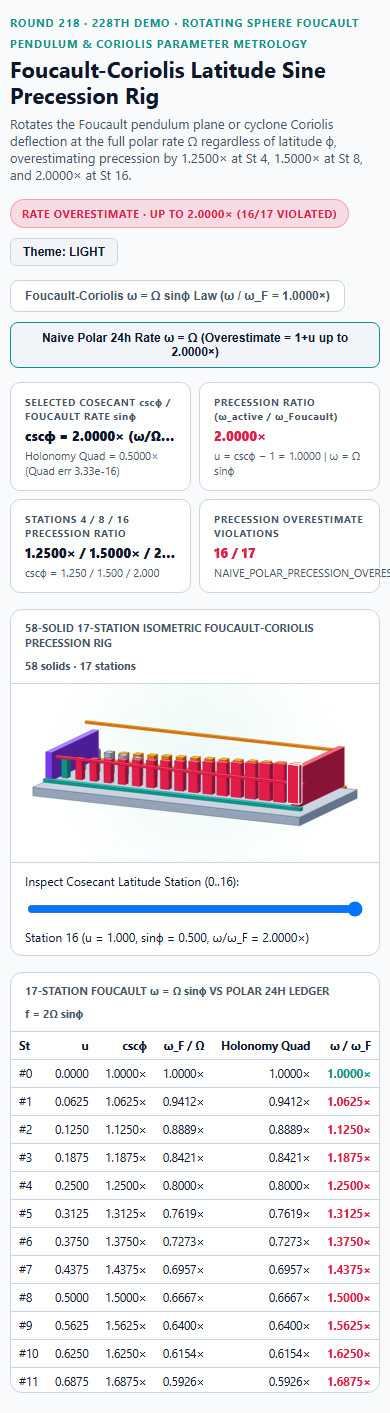 ROUND 218 · 228TH DEMO · ROTATING SPHERE FOUCAULT
PENDULUM & CORIOLIS PARAMETER METROLOGY
Foucault-Coriolis Latitude Sine
Precession Rig
Rotates the Foucault pendulum plane or cyclone Coriolis
deflection at the full polar rate Ω regardless of latitude ϕ,
overestimating precession by 1.2500× at St 4, 1.5000× at St 8,
and 2.0000× at St 16.
RATE OVERESTIMATE · UP TO 2.0000× (16/17 VIOLATED)
Theme: LIGHT
Foucault-Coriolis ω = Ω sinϕ Law (ω / ω_F = 1.0000×)
Naive Polar 24h Rate ω = Ω (Overestimate = 1+u up to
2.0000×)
SELECTED COSECANT cscϕ /
FOUCAULT RATE sinϕ
cscϕ = 2.0000× (ω/Ω...
Holonomy Quad = 0.5000×
(Quad err 3.33e-16)
PRECESSION RATIO
(ω_active / ω_Foucault)
2.0000×
u = cscϕ − 1 = 1.0000 | ω = Ω
sinϕ
STATIONS 4 / 8 / 16
PRECESSION RATIO
1.2500× / 1.5000× / 2...
cscϕ = 1.250 / 1.500 / 2.000
PRECESSION OVERESTIMATE
VIOLATIONS
16 / 17
NAIVE_POLAR_PRECESSION_OVERES
58-SOLID 17-STATION ISOMETRIC FOUCAULT-CORIOLIS
PRECESSION RIG
58 solids · 17 stations
Inspect Cosecant Latitude Station (0..16):
Station 16 (u = 1.000, sinϕ = 0.500, ω/ω_F = 2.0000×)
17-STATION FOUCAULT ω = Ω sinϕ VS POLAR 24H LEDGER
f = 2Ω sinϕ
St u cscϕ ω_F / Ω Holonomy Quad ω / ω_F
#0 0.0000 1.0000× 1.0000× 1.0000× 1.0000×
#1 0.0625 1.0625× 0.9412× 0.9412× 1.0625×
#2 0.1250 1.1250× 0.8889× 0.8889× 1.1250×
#3 0.1875 1.1875× 0.8421× 0.8421× 1.1875×
#4 0.2500 1.2500× 0.8000× 0.8000× 1.2500×
#5 0.3125 1.3125× 0.7619× 0.7619× 1.3125×
#6 0.3750 1.3750× 0.7273× 0.7273× 1.3750×
#7 0.4375 1.4375× 0.6957× 0.6957× 1.4375×
#8 0.5000 1.5000× 0.6667× 0.6667× 1.5000×
#9 0.5625 1.5625× 0.6400× 0.6400× 1.5625×
#10 0.6250 1.6250× 0.6154× 0.6154× 1.6250×
#11 0.6875 1.6875× 0.5926× 0.5926× 1.6875×